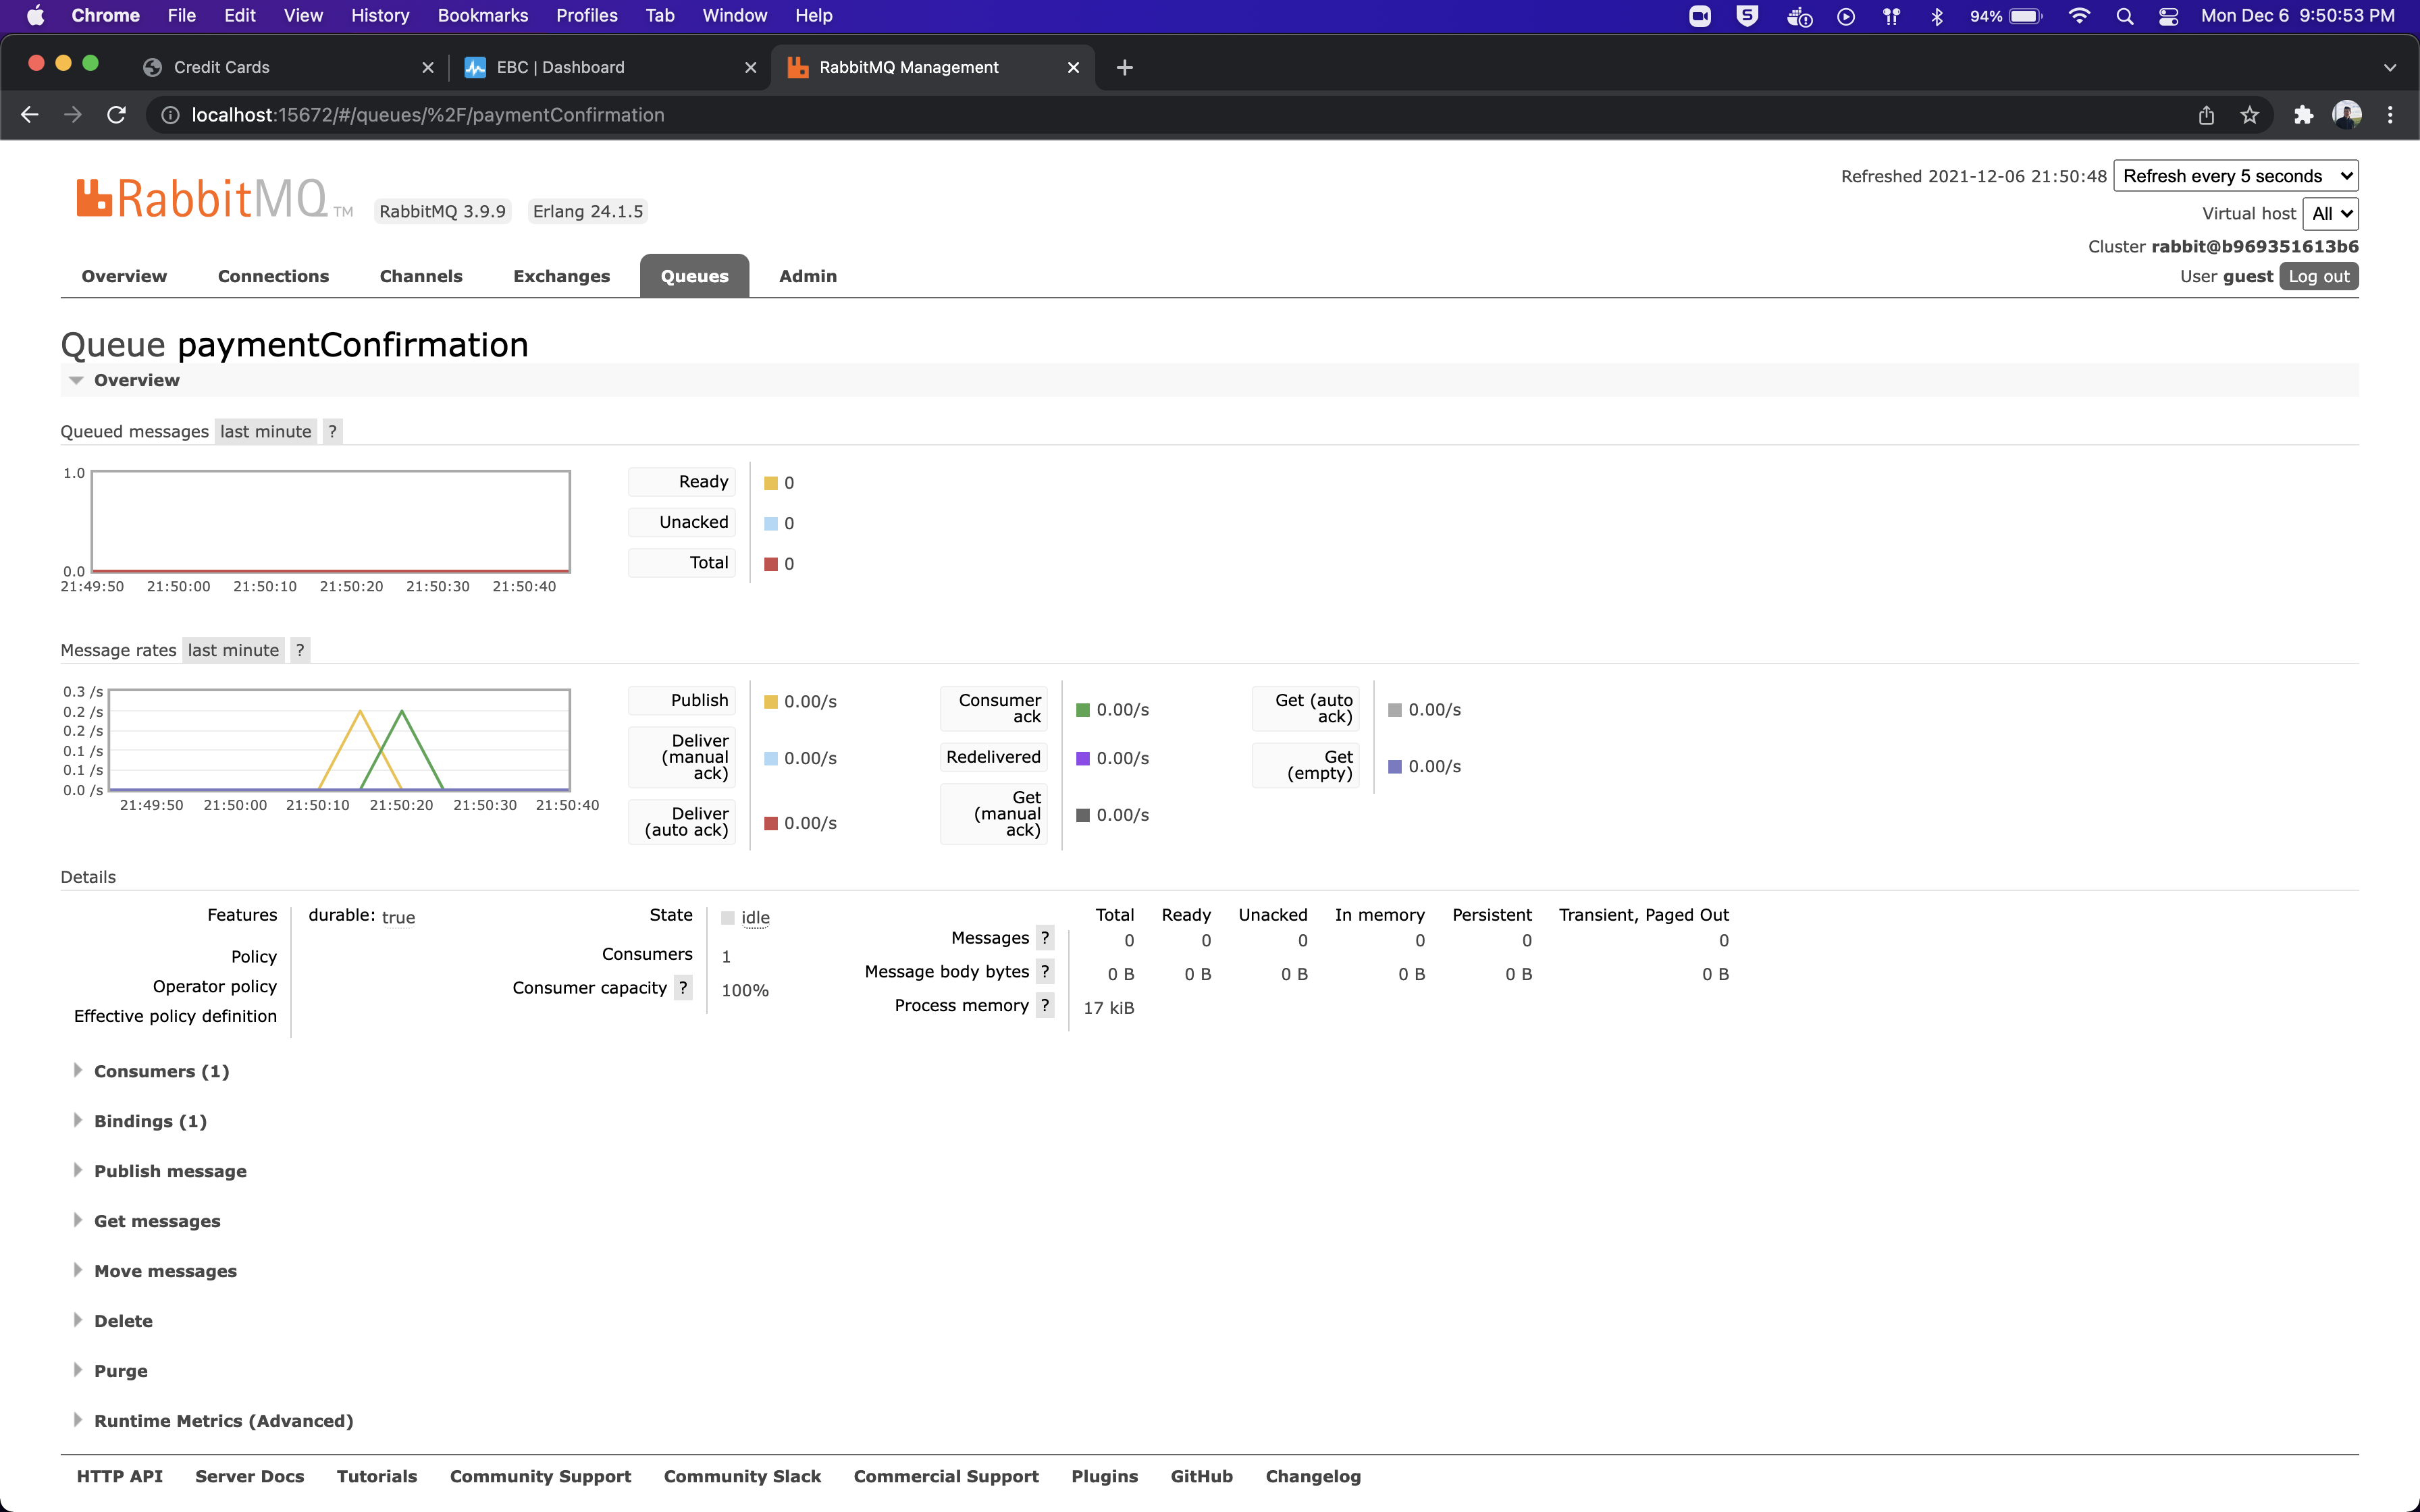 Chrome File Edit View History Bookmarks Profiles Tab Window Help 94% Mon Dec 6 9:50:53 PM
Credit Cards EBC | Dashboard RabbitMQ Management
localhost:15672/#/queues/%2F/paymentConfirmation
Refreshed 2021-12-06 21:50:48 Refresh every 5 seconds
RabbitMQ TM RabbitMQ 3.9.9 Erlang 24.1.5
Virtual host All
Cluster rabbit@b969351613b6
User guest Log out
Overview Connections Channels Exchanges Queues Admin
Queue paymentConfirmation
Overview
Queued messages last minute ?
1.0
0.0
21:49:50 21:50:00 21:50:10 21:50:20 21:50:30 21:50:40
Ready 0
Unacked 0
Total 0
Message rates last minute ?
0.3 /s
0.2 /s
0.2 /s
0.1 /s
0.1 /s
0.0 /s
21:49:50 21:50:00 21:50:10 21:50:20 21:50:30 21:50:40
Publish 0.00/s
Deliver
(manual
ack) 0.00/s
Deliver
(auto ack) 0.00/s
Consumer
ack 0.00/s
Redelivered 0.00/s
Get
(manual
ack) 0.00/s
Get (auto
ack) 0.00/s
Get
(empty) 0.00/s
Details
Features durable: true
Policy
Operator policy
Effective policy definition
State idle
Consumers 1
Consumer capacity ? 100%
Total Ready Unacked In memory Persistent Transient, Paged Out
Messages ? 0 0 0 0 0 0
Message body bytes ? 0 B 0 B 0 B 0 B 0 B 0 B
Process memory ? 17 kiB
Consumers (1)
Bindings (1)
Publish message
Get messages
Move messages
Delete
Purge
Runtime Metrics (Advanced)
HTTP API Server Docs Tutorials Community Support Community Slack Commercial Support Plugins GitHub Changelog